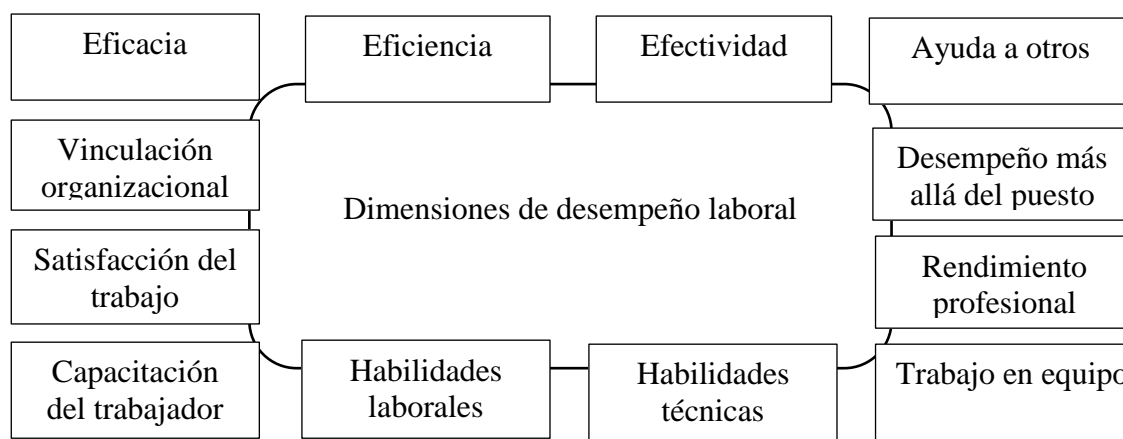 Eficacia
Eficiencia
Efectividad
Ayuda a otros
Vinculación
organizacional
Desempeño más
allá del puesto
Dimensiones de desempeño laboral
Satisfacción del
trabajo
Rendimiento
profesional
Capacitación
del trabajador
Habilidades
laborales
Habilidades
técnicas
Trabajo en equipo